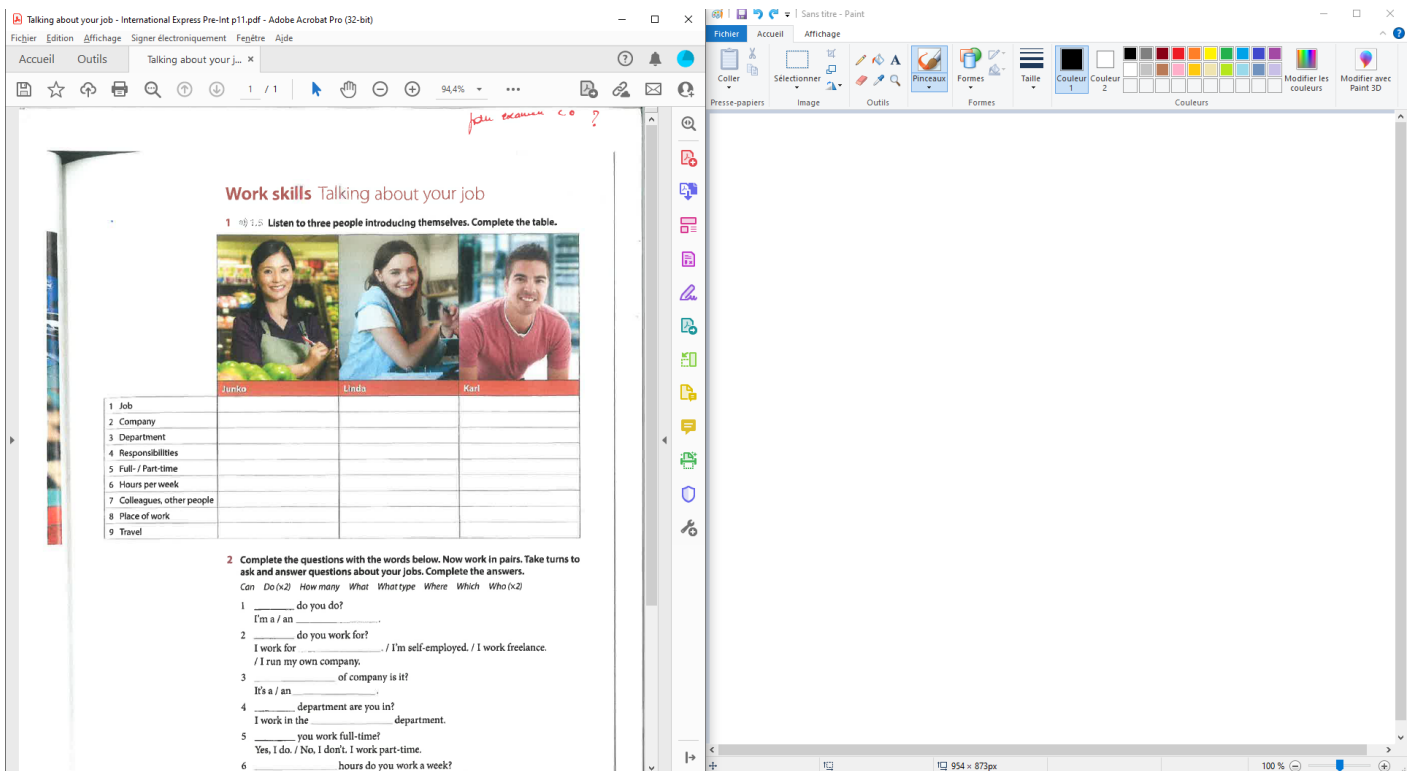 Talking about your job - International Express Pre-Int p11.pdf - Adobe Acrobat Pro (32-bit)
Fichier Edition Affichage Signer électroniquement Fenêtre Aide
Accueil Outils Talking about your j... ×
1 / 1 94,4%
examen co ?
Work skills Talking about your job
1 1.5 Listen to three people introducing themselves. Complete the table.
Junko Linda Karl
1 Job
2 Company
3 Department
4 Responsibilities
5 Full- / Part-time
6 Hours per week
7 Colleagues, other people
8 Place of work
9 Travel
2 Complete the questions with the words below. Now work in pairs. Take turns to
ask and answer questions about your jobs. Complete the answers.
Can Do (x2) How many What What type Where Which Who (x2)
1 ________ do you do?
I'm a / an ________________.
2 ________ do you work for?
I work for ________________. / I'm self-employed. / I work freelance.
/ I run my own company.
3 ________________ of company is it?
It's a / an ________________.
4 ________ department are you in?
I work in the ________________ department.
5 ________ you work full-time?
Yes, I do. / No, I don't. I work part-time.
6 ________________ hours do you work a week?
Sans titre - Paint
Fichier Accueil Affichage
Coller
Sélectionner
Pinceaux
Formes
Taille
Couleur 1
Couleur 2
Modifier les couleurs
Modifier avec Paint 3D
Presse-papiers Image Outils Formes Couleurs
954 × 873px 100 %